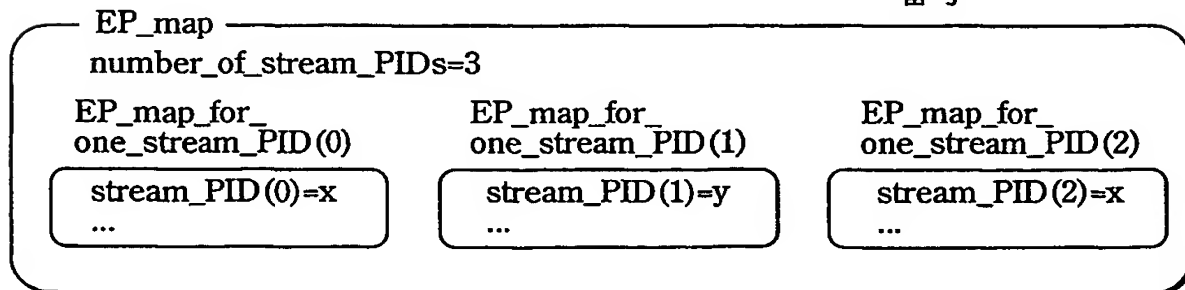 EP_map
number_of_stream_PIDs=3
EP_map_for_
one_stream_PID(0)
stream_PID(0)=x
...
EP_map_for_
one_stream_PID(1)
stream_PID(1)=y
...
EP_map_for_
one_stream_PID(2)
stream_PID(2)=x
...